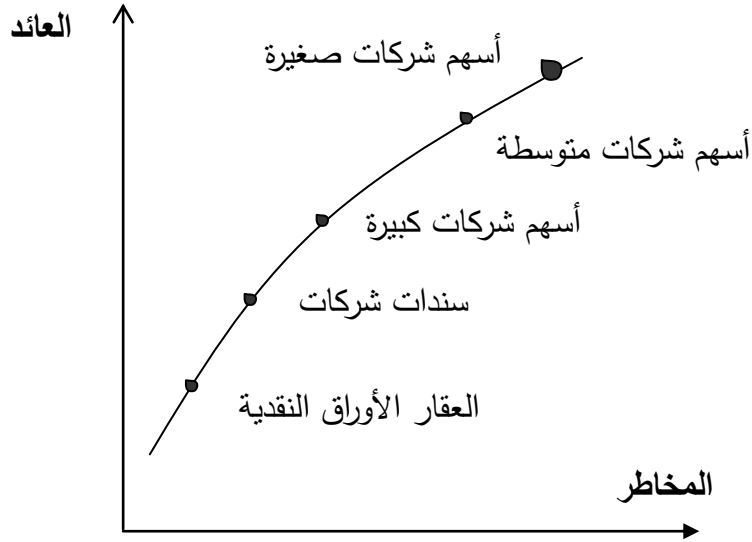 العائد
أسهم شركات صغيرة
أسهم شركات متوسطة
أسهم شركات كبيرة
سندات شركات
العقار الأوراق النقدية
المخاطر